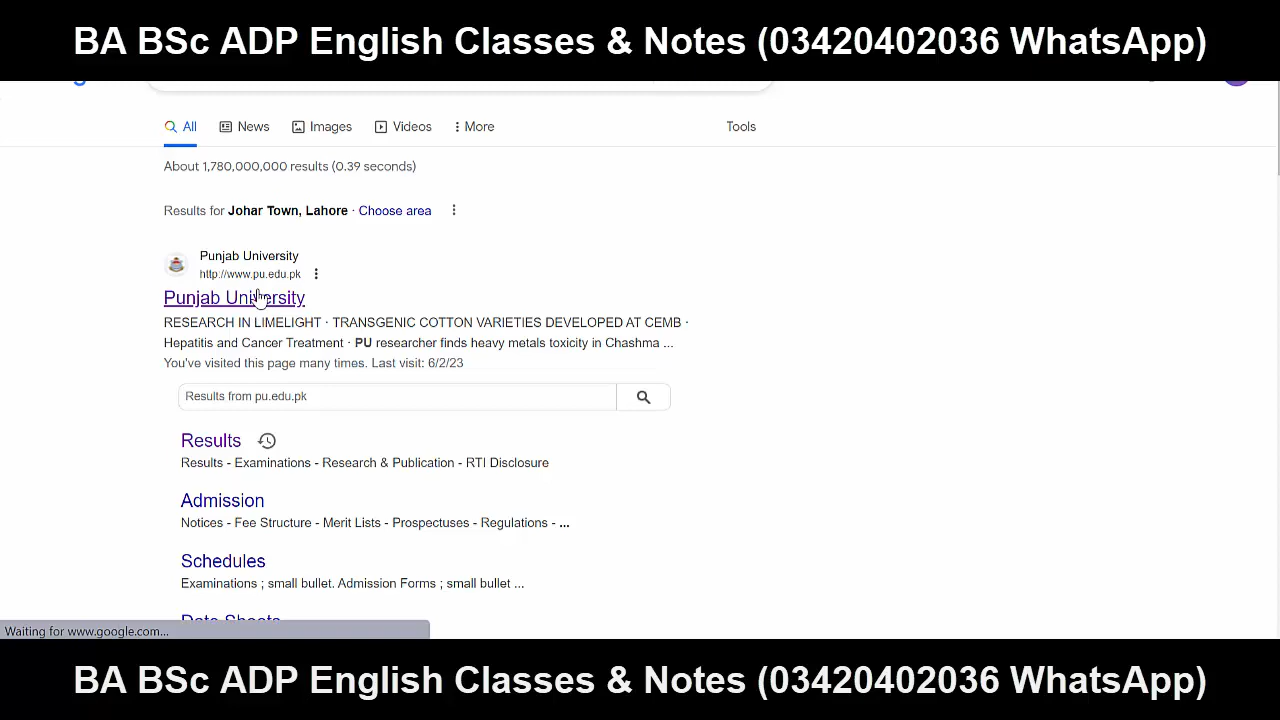 BA BSc ADP English Classes & Notes (03420402036 WhatsApp)
All News Images Videos More Tools
About 1,780,000,000 results (0.39 seconds)
Results for Johar Town, Lahore · Choose area
Punjab University
http://www.pu.edu.pk
Punjab University
RESEARCH IN LIMELIGHT · TRANSGENIC COTTON VARIETIES DEVELOPED AT CEMB ·
Hepatitis and Cancer Treatment · PU researcher finds heavy metals toxicity in Chashma ...
You've visited this page many times. Last visit: 6/2/23
Results from pu.edu.pk
Results
Results - Examinations - Research & Publication - RTI Disclosure
Admission
Notices - Fee Structure - Merit Lists - Prospectuses - Regulations - ...
Schedules
Examinations ; small bullet. Admission Forms ; small bullet ...
Date Sheets
Waiting for www.google.com...
BA BSc ADP English Classes & Notes (03420402036 WhatsApp)